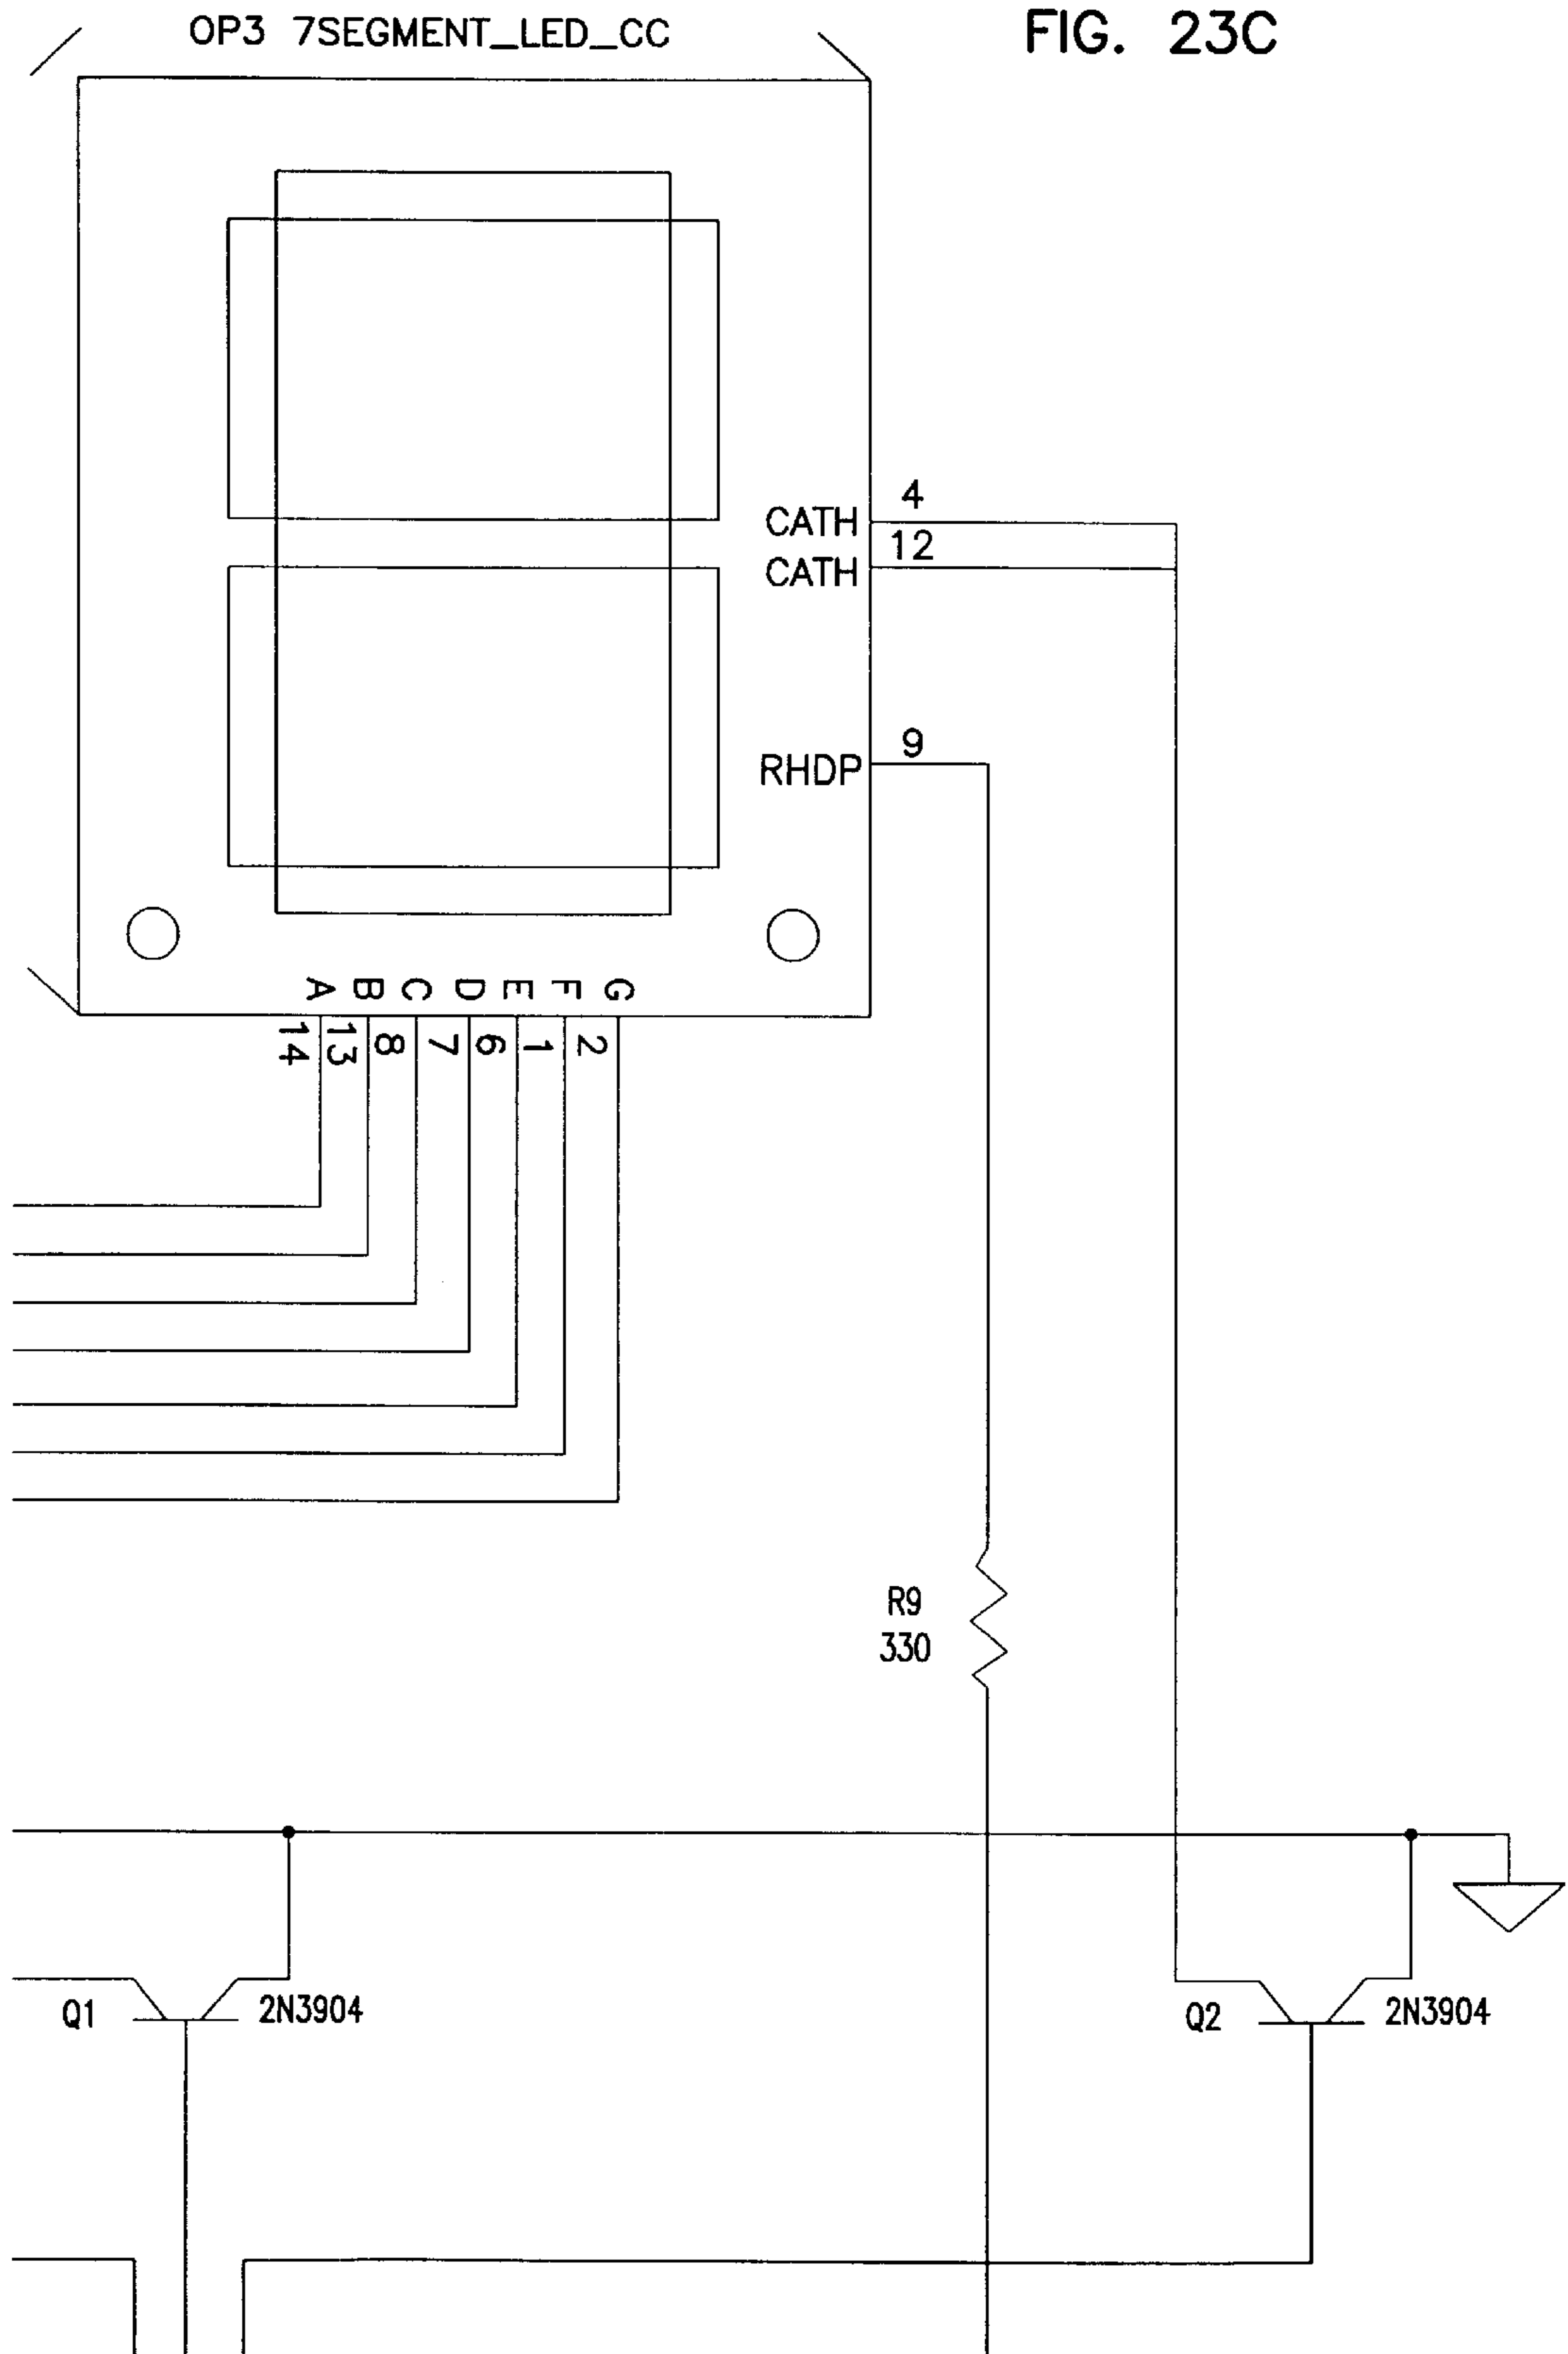 OP3 7SEGMENT_LED_CC
FIG. 23C
CATH
4
CATH
12
RHDP
9
A B C D E F G
14 13 8 7 6 1 2
R9
330
Q1
2N3904
Q2
2N3904